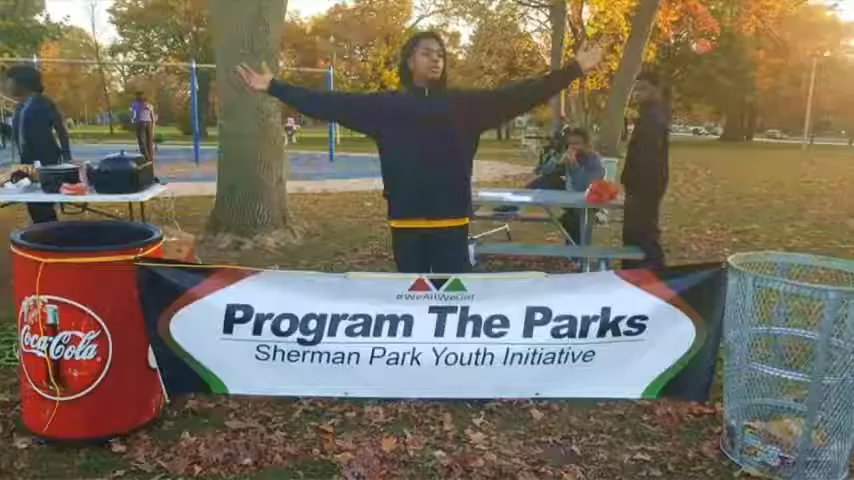 #WeAllWeGot
Program The Parks
Sherman Park Youth Initiative
Coca-Cola